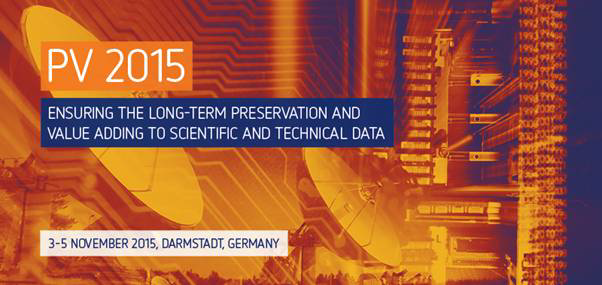 PV 2015
ENSURING THE LONG-TERM PRESERVATION AND
VALUE ADDING TO SCIENTIFIC AND TECHNICAL DATA
3-5 NOVEMBER 2015, DARMSTADT, GERMANY